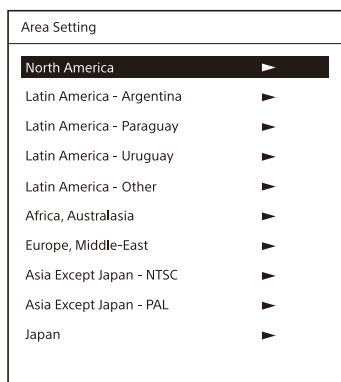 Area Setting
North America
Latin America - Argentina
Latin America - Paraguay
Latin America - Uruguay
Latin America - Other
Africa, Australasia
Europe, Middle-East
Asia Except Japan - NTSC
Asia Except Japan - PAL
Japan